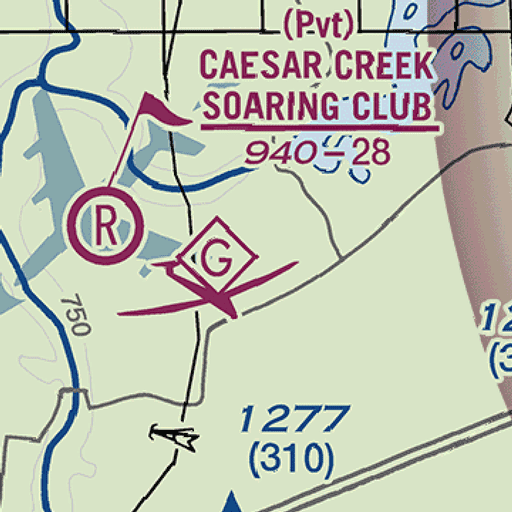 (Pvt)
CAESAR CREEK
SOARING CLUB
940-28
R
G
750
1277
(310)